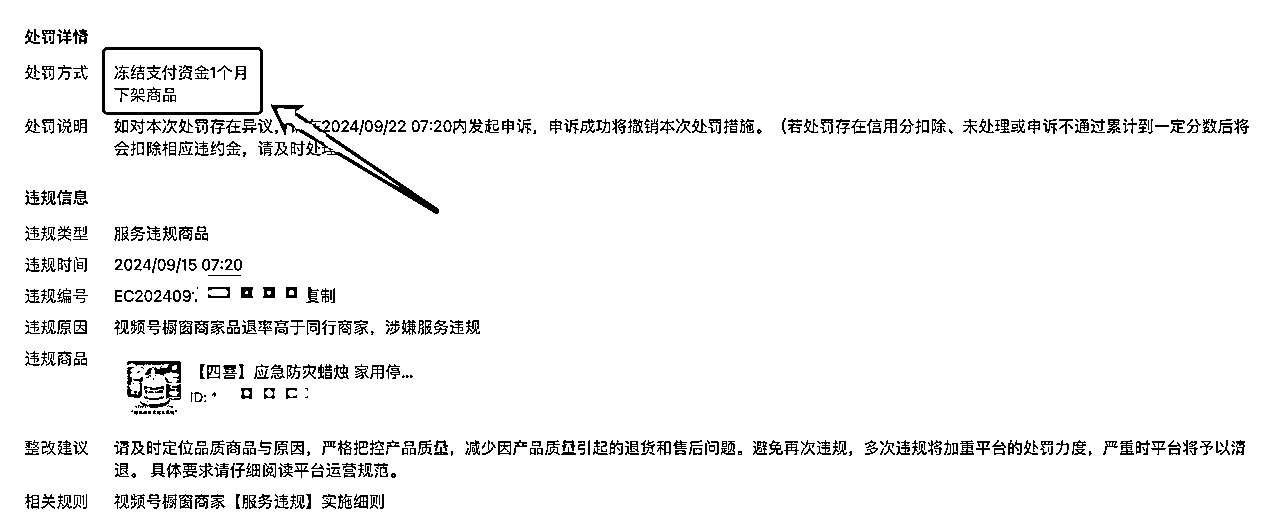 处罚详情
处罚方式 冻结支付资金1个月
下架商品
处罚说明 如对本次处罚存在异议，在2024/09/22 07:20内发起申诉，申诉成功将撤销本次处罚措施。（若处罚存在信用分扣除、未处理或申诉不通过累计到一定分数后将
会扣除相应违约金，请及时处理
违规信息
违规类型 服务违规商品
违规时间 2024/09/15 07:20
违规编号 EC202409 复制
违规原因 视频号橱窗商家品退率高于同行商家，涉嫌服务违规
违规商品 【四喜】应急防灾蜡烛 家用停...
ID:
整改建议 请及时定位品质商品与原因，严格把控产品质量，减少因产品质量引起的退货和售后问题。避免再次违规，多次违规将加重平台的处罚力度，严重时平台将予以清
退。 具体要求请仔细阅读平台运营规范。
相关规则 视频号橱窗商家【服务违规】实施细则